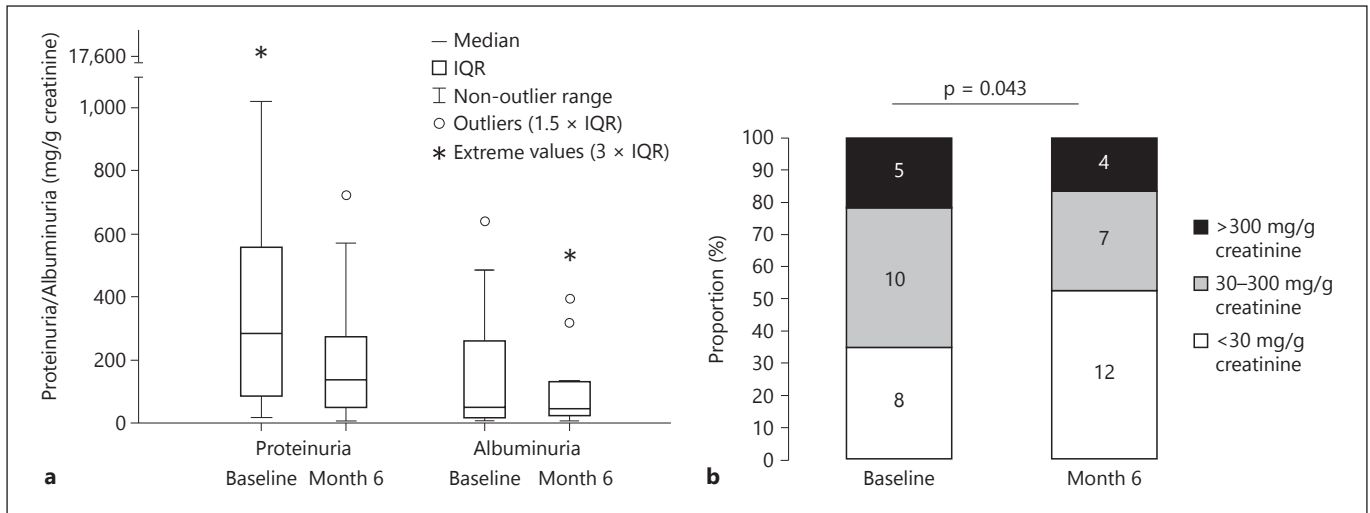 Proteinuria/Albuminuria (mg/g creatinine)
17,600
1,000
800
600
400
200
0
*
— Median
IQR
Non-outlier range
Outliers (1.5 × IQR)
* Extreme values (3 × IQR)
*
Proteinuria
Albuminuria
Baseline
Month 6
Baseline
Month 6
a
p = 0.043
Proportion (%)
100
90
80
70
60
50
40
30
20
10
0
5
10
8
4
7
12
Baseline
Month 6
>300 mg/g
creatinine
30–300 mg/g
creatinine
<30 mg/g
creatinine
b